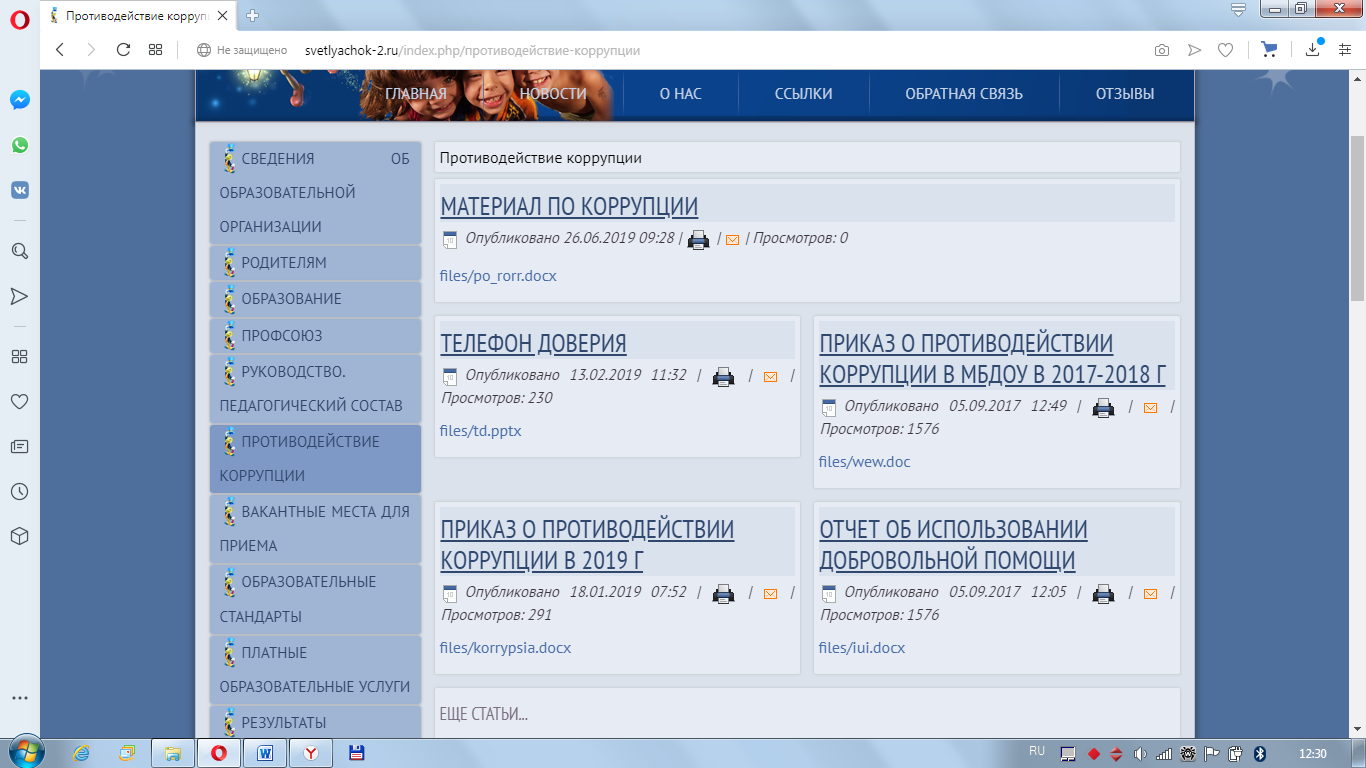 Противодействие корруп
Не защищено svetlyachok-2.ru/index.php/противодействие-коррупции
ГЛАВНАЯ НОВОСТИ О НАС ССЫЛКИ ОБРАТНАЯ СВЯЗЬ ОТЗЫВЫ
СВЕДЕНИЯ ОБ
ОБРАЗОВАТЕЛЬНОЙ
ОРГАНИЗАЦИИ
РОДИТЕЛЯМ
ОБРАЗОВАНИЕ
ПРОФСОЮЗ
РУКОВОДСТВО.
ПЕДАГОГИЧЕСКИЙ СОСТАВ
ПРОТИВОДЕЙСТВИЕ
КОРРУПЦИИ
ВАКАНТНЫЕ МЕСТА ДЛЯ
ПРИЕМА
ОБРАЗОВАТЕЛЬНЫЕ
СТАНДАРТЫ
ПЛАТНЫЕ
ОБРАЗОВАТЕЛЬНЫЕ УСЛУГИ
РЕЗУЛЬТАТЫ
Противодействие коррупции
МАТЕРИАЛ ПО КОРРУПЦИИ
Опубликовано 26.06.2019 09:28 | | | Просмотров: 0
files/po_rorr.docx
ТЕЛЕФОН ДОВЕРИЯ
Опубликовано 13.02.2019 11:32 | | |
Просмотров: 230
files/td.pptx
ПРИКАЗ О ПРОТИВОДЕЙСТВИИ
КОРРУПЦИИ В МБДОУ В 2017-2018 Г
Опубликовано 05.09.2017 12:49 | | |
Просмотров: 1576
files/wew.doc
ПРИКАЗ О ПРОТИВОДЕЙСТВИИ
КОРРУПЦИИ В 2019 Г
Опубликовано 18.01.2019 07:52 | | |
Просмотров: 291
files/korrypsia.docx
ОТЧЕТ ОБ ИСПОЛЬЗОВАНИИ
ДОБРОВОЛЬНОЙ ПОМОЩИ
Опубликовано 05.09.2017 12:05 | | |
Просмотров: 1576
files/iui.docx
ЕЩЕ СТАТЬИ...
RU 12:30